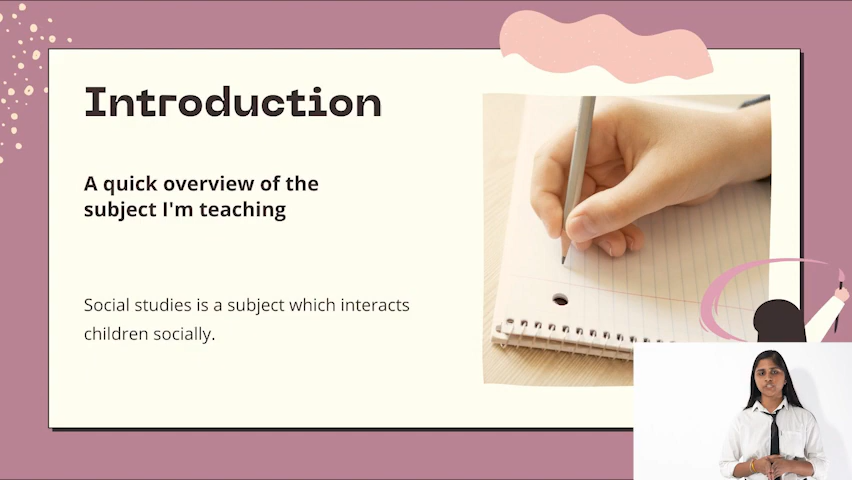 Introduction
A quick overview of the
subject I'm teaching
Social studies is a subject which interacts
children socially.